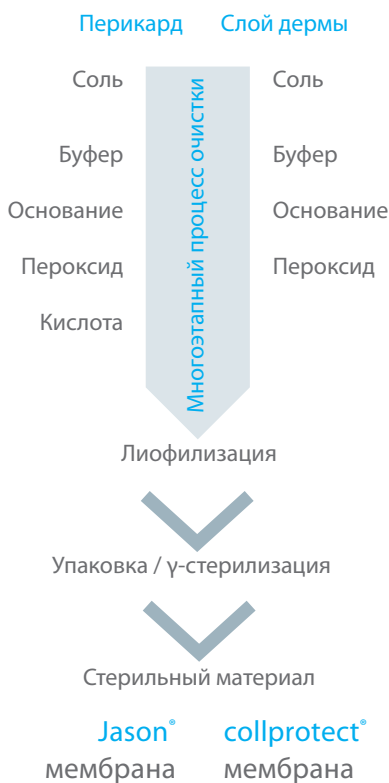 Перикард Слой дермы
Соль Соль
Буфер Буфер
Основание Основание
Пероксид Пероксид
Кислота
Многоэтапный процесс очистки
Лиофилизация
Упаковка / γ-стерилизация
Стерильный материал
Jason® collprotect®
мембрана мембрана